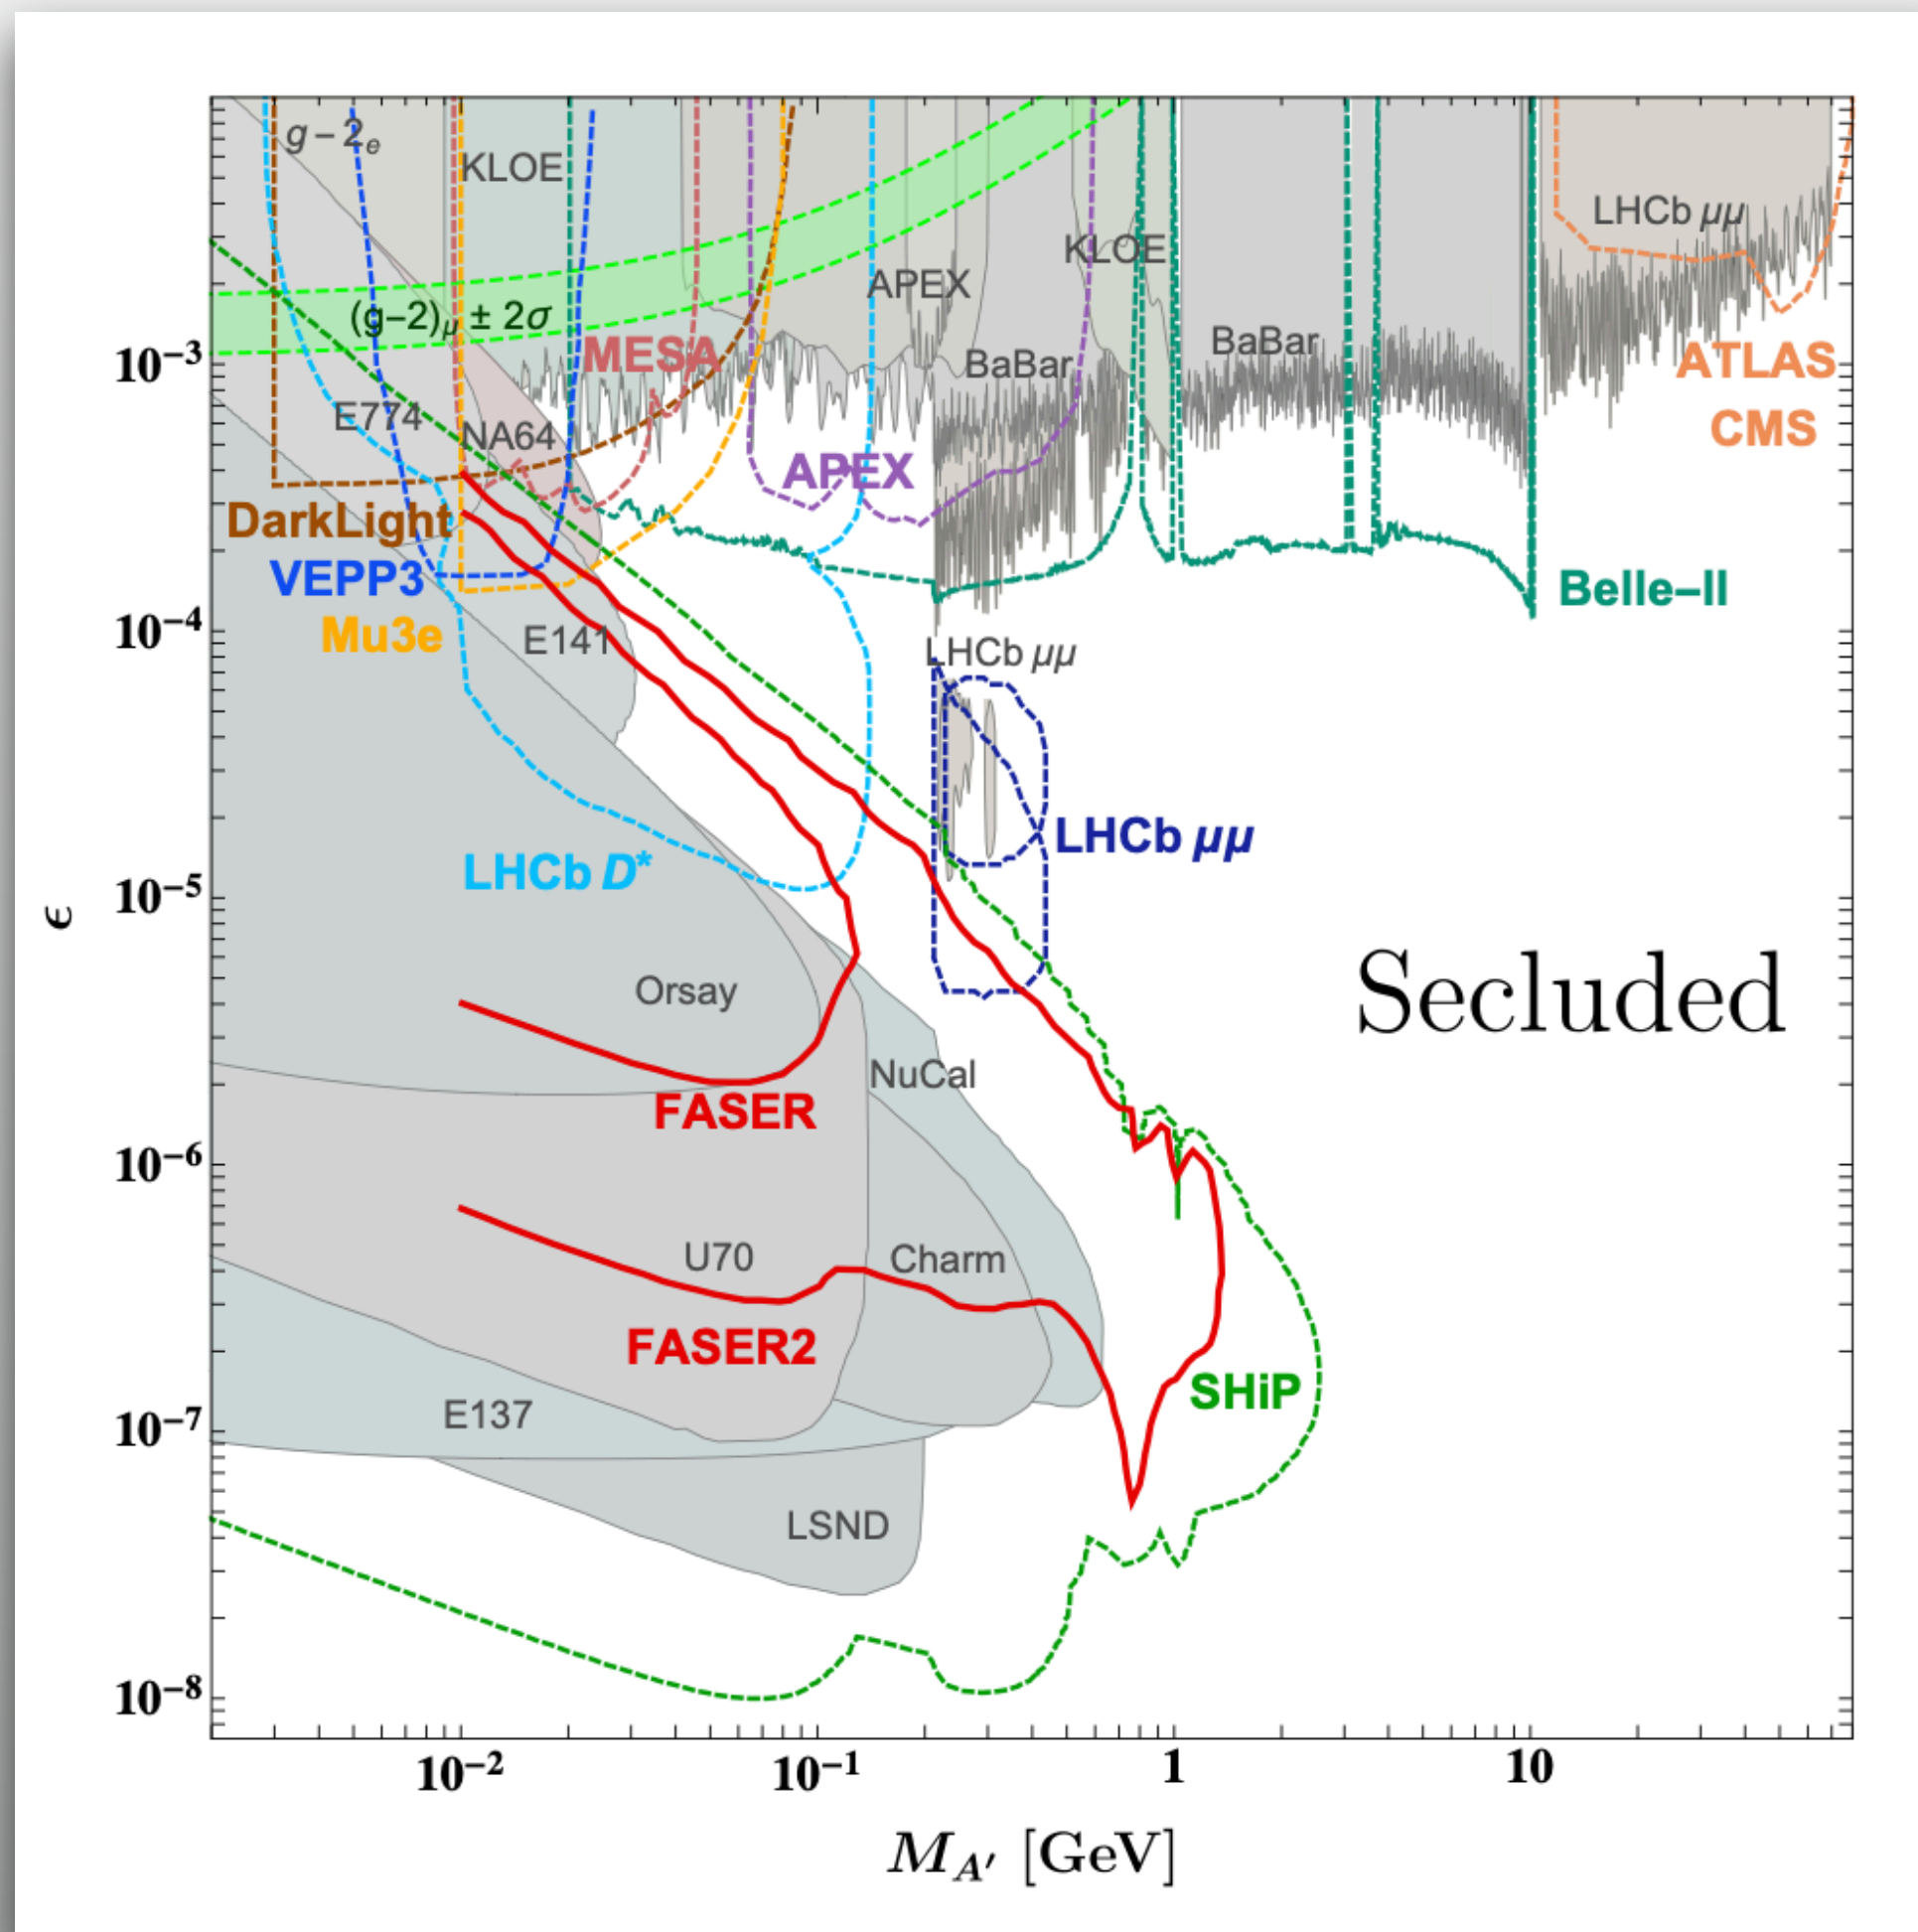 g−2e
KLOE
KLOE
LHCb μμ
APEX
(g−2)μ ± 2σ
10−3
MESA
BaBar
BaBar
ATLAS
CMS
E774
NA64
APEX
DarkLight
VEPP3
Belle−II
10−4
Mu3e
E141
LHCb μμ
LHCb μμ
LHCb D*
10−5
ϵ
Orsay
Secluded
NuCal
FASER
10−6
U70
Charm
FASER2
SHiP
E137
10−7
LSND
10−8
10−2
10−1
1
10
MA′ [GeV]